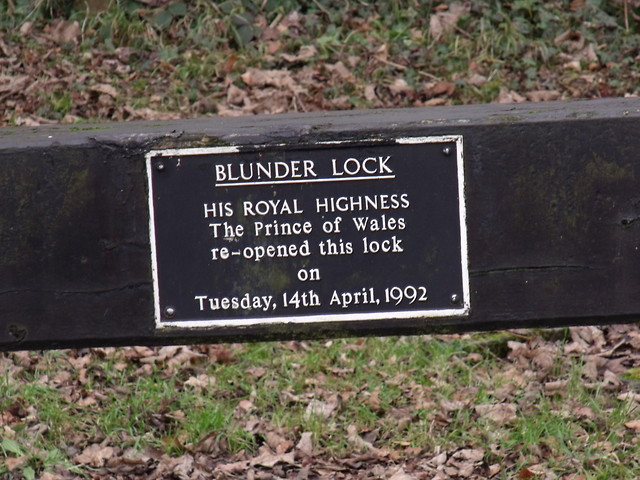 BLUNDER LOCK
HIS ROYAL HIGHNESS
The Prince of Wales
re-opened this lock
on
Tuesday, 14th April, 1992